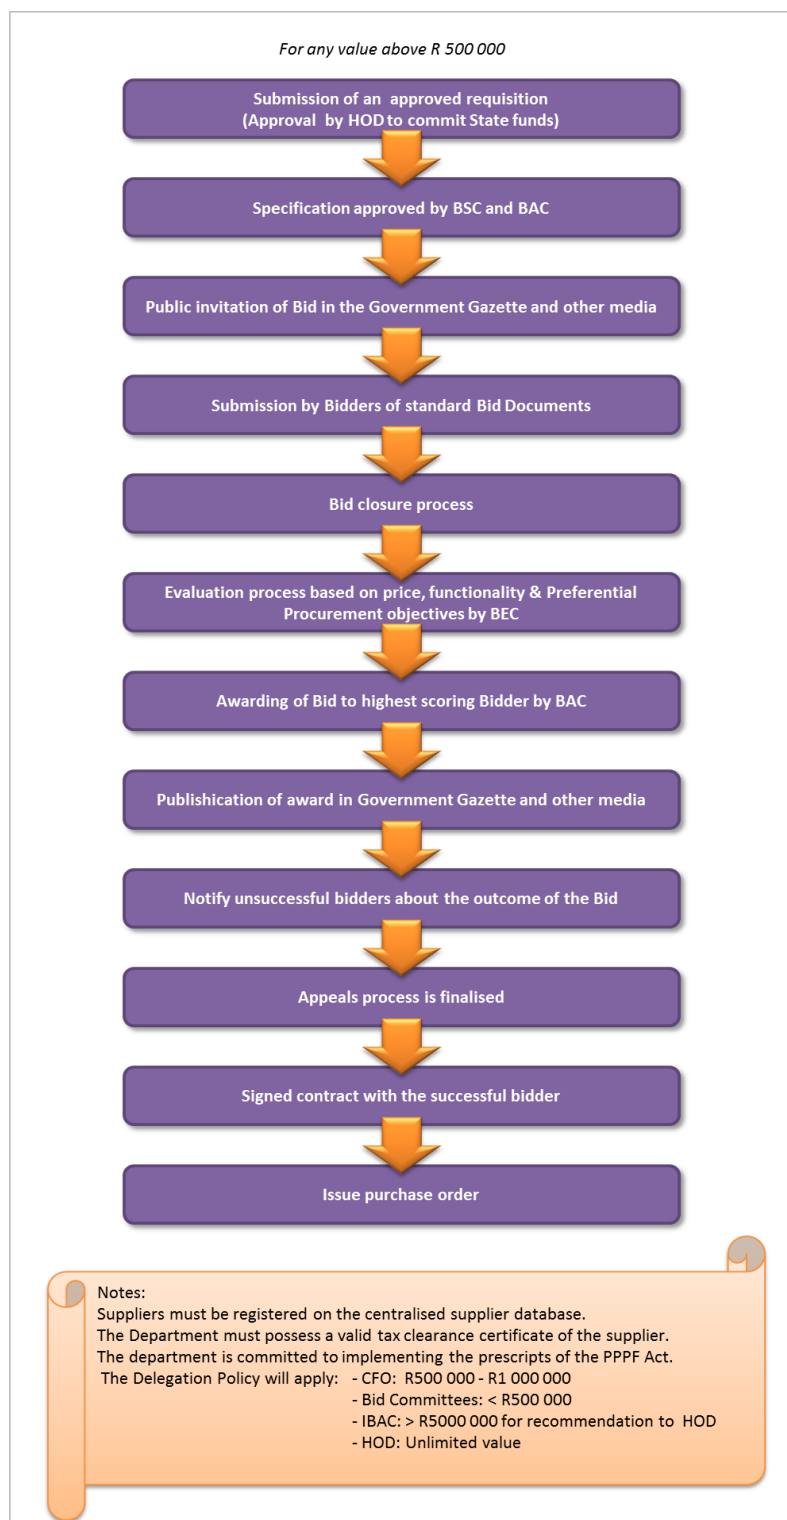 For any value above R 500 000
Submission of an approved requisition
(Approval by HOD to commit State funds)
Specification approved by BSC and BAC
Public invitation of Bid in the Government Gazette and other media
Submission by Bidders of standard Bid Documents
Bid closure process
Evaluation process based on price, functionality & Preferential
Procurement objectives by BEC
Awarding of Bid to highest scoring Bidder by BAC
Publishication of award in Government Gazette and other media
Notify unsuccessful bidders about the outcome of the Bid
Appeals process is finalised
Signed contract with the successful bidder
Issue purchase order
Notes:
Suppliers must be registered on the centralised supplier database.
The Department must possess a valid tax clearance certificate of the supplier.
The department is committed to implementing the prescripts of the PPPF Act.
The Delegation Policy will apply: - CFO: R500 000 - R1 000 000
- Bid Committees: < R500 000
- IBAC: > R5000 000 for recommendation to HOD
- HOD: Unlimited value